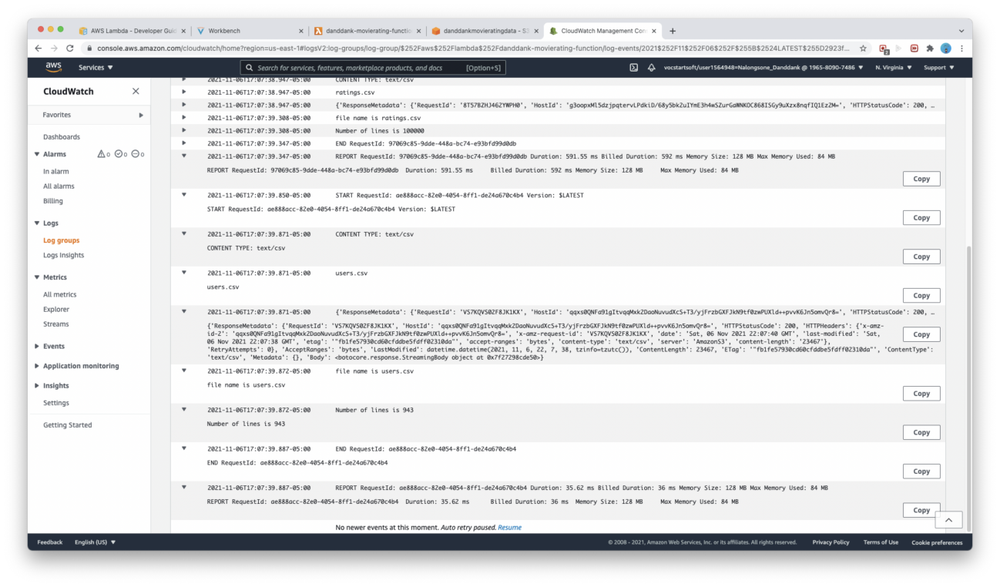 AWS Lambda - Developer Guid
Workbench
danddank-movierating-functio
danddankmovieratingdata - S3
CloudWatch Management Con
console.aws.amazon.com/cloudwatch/home?region=us-east-1#logsV2:log-groups/log-group/$252Faws$252Flambda$252Fdanddank-movierating-function/log-events/2021$252F11$252F06$252F$255B$2524LATEST$255D2923f...
aws
Services ▼
Search for services, features, marketplace products, and docs
[Option+S]
vocstartsoft/user1564948=Nalongsone_Danddank @ 1965-8090-7486 ▼
N. Virginia ▼
Support ▼
CloudWatch
Favorites
Dashboards
Alarms 0 0 0
In alarm
All alarms
Billing
Logs
Log groups
Logs Insights
Metrics
All metrics
Explorer
Streams
Events
Application monitoring
Insights
Settings
Getting Started
2021-11-06T17:07:38.947-05:00 CONTENT TYPE: text/csv
2021-11-06T17:07:38.947-05:00 ratings.csv
2021-11-06T17:07:38.947-05:00 {'ResponseMetadata': {'RequestId': '8T57BZHJ46ZYWPH0', 'HostId': 'g3oopxMl5dzjpqtervLPdkiD/68y5bk2uIYmE3h4wSZurGaWNKOC868ISGy9uXzx8nqfIQ1EzZM=', 'HTTPStatusCode': 200, …
2021-11-06T17:07:39.308-05:00 file name is ratings.csv
2021-11-06T17:07:39.308-05:00 Number of lines is 100000
2021-11-06T17:07:39.347-05:00 END RequestId: 97069c85-9dde-448a-bc74-e93bfd99d0db
2021-11-06T17:07:39.347-05:00 REPORT RequestId: 97069c85-9dde-448a-bc74-e93bfd99d0db Duration: 591.55 ms Billed Duration: 592 ms Memory Size: 128 MB Max Memory Used: 84 MB
REPORT RequestId: 97069c85-9dde-448a-bc74-e93bfd99d0db Duration: 591.55 ms Billed Duration: 592 ms Memory Size: 128 MB Max Memory Used: 84 MB
Copy
2021-11-06T17:07:39.850-05:00 START RequestId: ae888acc-82e0-4054-8ff1-de24a670c4b4 Version: $LATEST
START RequestId: ae888acc-82e0-4054-8ff1-de24a670c4b4 Version: $LATEST
Copy
2021-11-06T17:07:39.871-05:00 CONTENT TYPE: text/csv
CONTENT TYPE: text/csv
Copy
2021-11-06T17:07:39.871-05:00 users.csv
users.csv
Copy
2021-11-06T17:07:39.871-05:00 {'ResponseMetadata': {'RequestId': 'VS7KQVS0ZF8JK1KX', 'HostId': 'qqxs0QNFa91gItvqqMxk2DaoNuvudXcS+T3/yjFrzbGXFJkN9tf0zwPUXld++pvvK6Jn5omvQr8=', 'HTTPStatusCode': 200, …
{'ResponseMetadata': {'RequestId': 'VS7KQVS0ZF8JK1KX', 'HostId': 'qqxs0QNFa91gItvqqMxk2DaoNuvudXcS+T3/yjFrzbGXFJkN9tf0zwPUXld++pvvK6Jn5omvQr8=', 'HTTPStatusCode': 200, 'HTTPHeaders': {'x-amz-
id-2': 'qqxs0QNFa91gItvqqMxk2DaoNuvudXcS+T3/yjFrzbGXFJkN9tf0zwPUXld++pvvK6Jn5omvQr8=', 'x-amz-request-id': 'VS7KQVS0ZF8JK1KX', 'date': 'Sat, 06 Nov 2021 22:07:40 GMT', 'last-modified': 'Sat,
06 Nov 2021 22:07:38 GMT', 'etag': '"fb1fe57930cd60cfddbe5fdff02310da"', 'accept-ranges': 'bytes', 'content-type': 'text/csv', 'server': 'AmazonS3', 'content-length': '23467'},
'RetryAttempts': 0}, 'AcceptRanges': 'bytes', 'LastModified': datetime.datetime(2021, 11, 6, 22, 7, 38, tzinfo=tzutc()), 'ContentLength': 23467, 'ETag': '"fb1fe57930cd60cfddbe5fdff02310da"', 'ContentType':
'text/csv', 'Metadata': {}, 'Body': <botocore.response.StreamingBody object at 0x7f27298cde50>}
Copy
2021-11-06T17:07:39.872-05:00 file name is users.csv
file name is users.csv
Copy
2021-11-06T17:07:39.872-05:00 Number of lines is 943
Number of lines is 943
Copy
2021-11-06T17:07:39.887-05:00 END RequestId: ae888acc-82e0-4054-8ff1-de24a670c4b4
END RequestId: ae888acc-82e0-4054-8ff1-de24a670c4b4
Copy
2021-11-06T17:07:39.887-05:00 REPORT RequestId: ae888acc-82e0-4054-8ff1-de24a670c4b4 Duration: 35.62 ms Billed Duration: 36 ms Memory Size: 128 MB Max Memory Used: 84 MB
REPORT RequestId: ae888acc-82e0-4054-8ff1-de24a670c4b4 Duration: 35.62 ms Billed Duration: 36 ms Memory Size: 128 MB Max Memory Used: 84 MB
Copy
No newer events at this moment. Auto retry paused. Resume
Feedback
English (US) ▼
© 2008 - 2021, Amazon Web Services, Inc. or its affiliates. All rights reserved.
Privacy Policy
Terms of Use
Cookie preferences